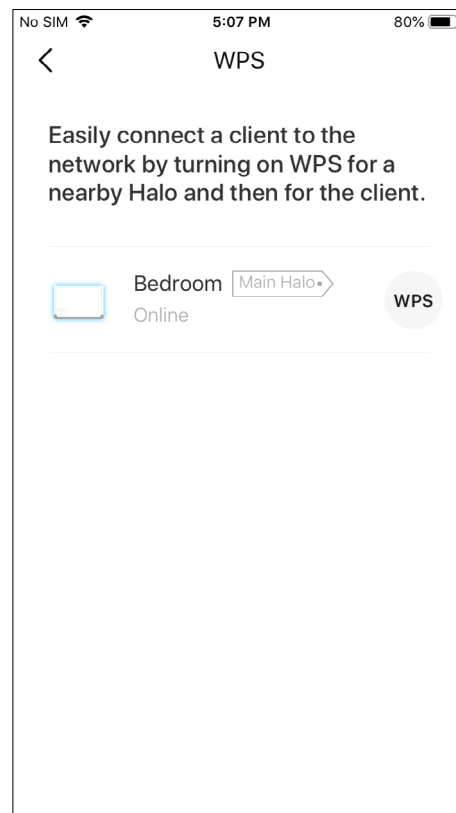 No SIM 5:07 PM 80%
WPS
Easily connect a client to the
network by turning on WPS for a
nearby Halo and then for the client.
Bedroom Main Halo
Online
WPS